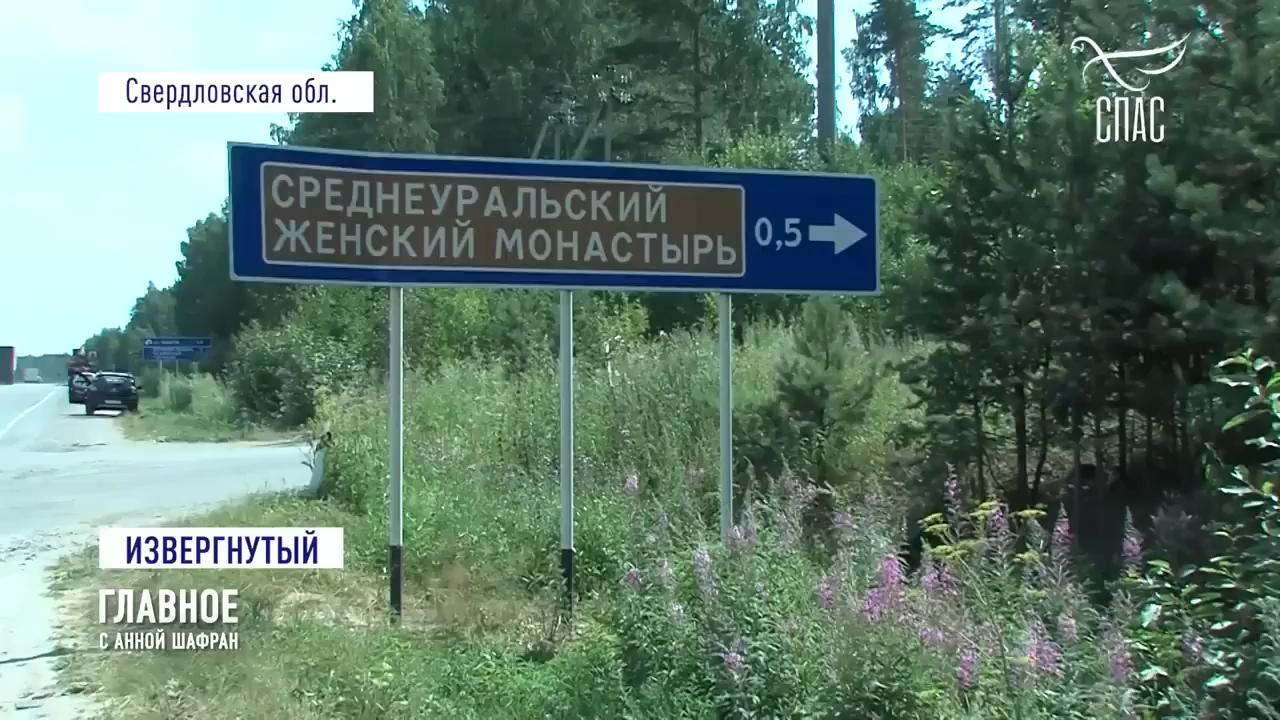 Свердловская обл.
СПАС
СРЕДНЕУРАЛЬСКИЙ
ЖЕНСКИЙ МОНАСТЫРЬ
0,5
ИЗВЕРГНУТЫЙ
ГЛАВНОЕ
С АННОЙ ШАФРАН